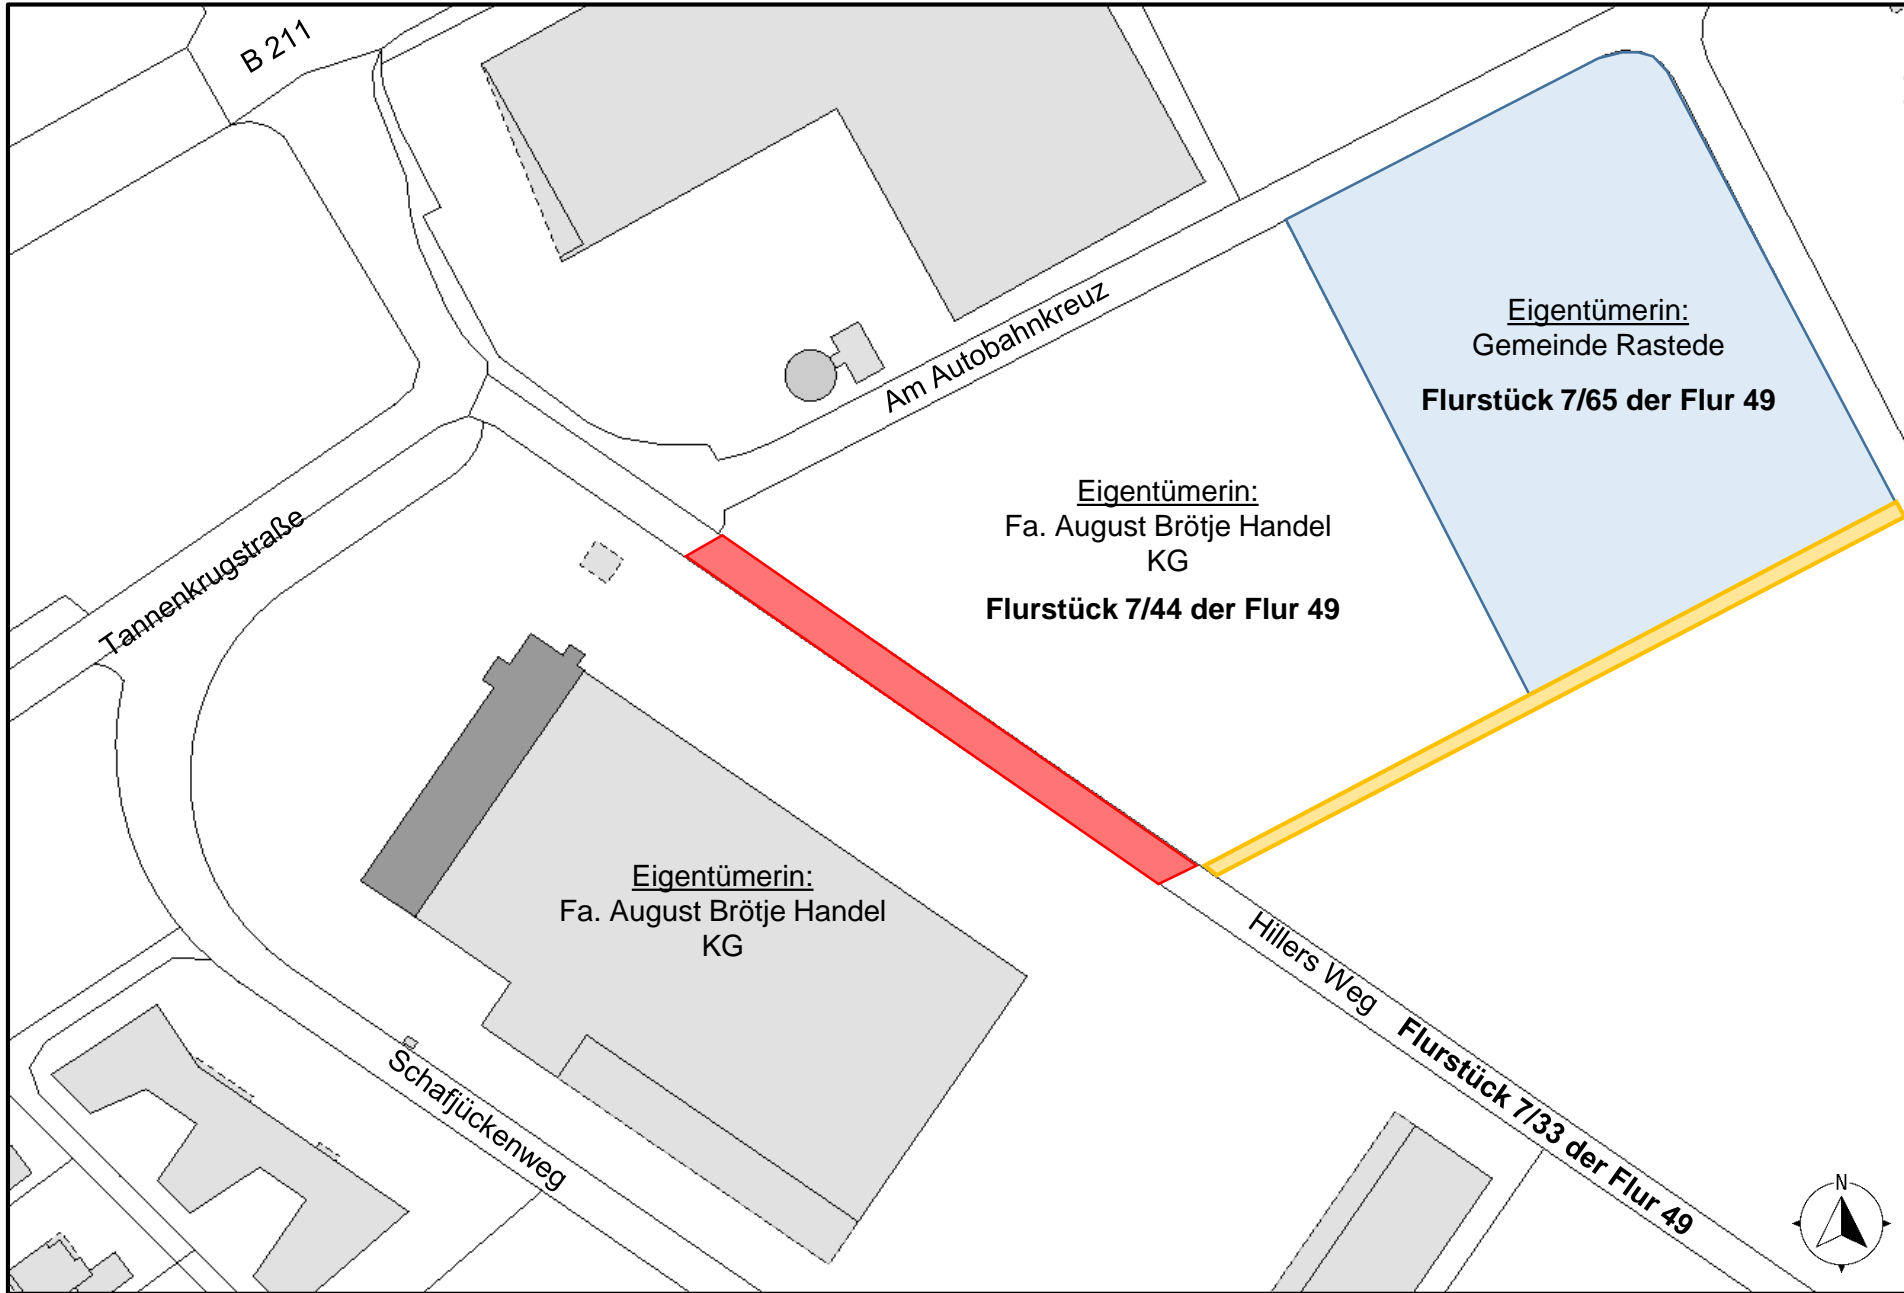 B 211
Am Autobahnkreuz
Eigentümerin:
Gemeinde Rastede
Flurstück 7/65 der Flur 49
Eigentümerin:
Fa. August Brötje Handel
KG
Flurstück 7/44 der Flur 49
Tannenkrugstraße
Eigentümerin:
Fa. August Brötje Handel
KG
Hillers Weg
Flurstück 7/33 der Flur 49
Schafjückenweg
N